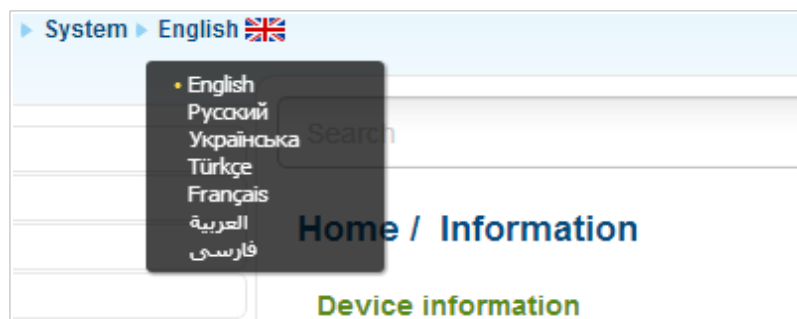 System English
English
Русский
Українська
Türkçe
Français
العربية
فارسی
Search
Home / Information
Device information